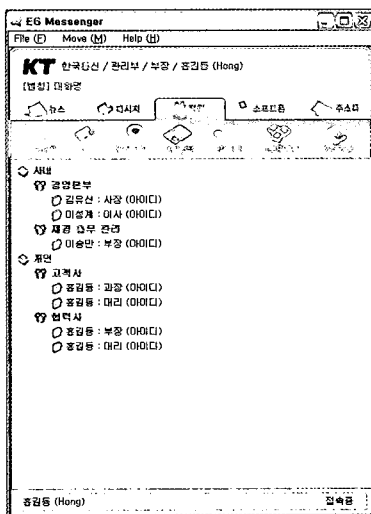 EG Messenger
File (F) Move (M) Help (H)
KT 한국통신 / 관리부 / 부장 / 홍길동 (Hong)
[별칭] 대화명
뉴스 메시지 소프트폰 주소록
사내
경영본부
김유신 : 사장 (아이디)
이성계 : 이사 (아이디)
재경 업무 관리
이승만 : 부장 (아이디)
개인
고객사
홍길동 : 과장 (아이디)
홍길동 : 대리 (아이디)
협력사
홍길동 : 부장 (아이디)
홍길동 : 대리 (아이디)
홍길동 (Hong) 접속중